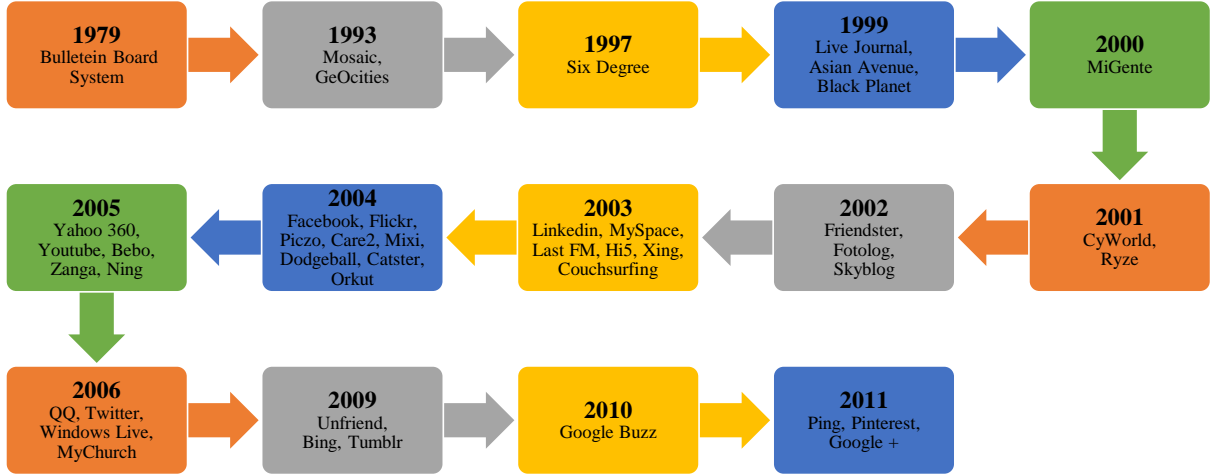 1979
Bulletein Board
System
1993
Mosaic,
GeOcities
1997
Six Degree
1999
Live Journal,
Asian Avenue,
Black Planet
2000
MiGente
2001
CyWorld,
Ryze
2002
Friendster,
Fotolog,
Skyblog
2003
Linkedin, MySpace,
Last FM, Hi5, Xing,
Couchsurfing
2004
Facebook, Flickr,
Piczo, Care2, Mixi,
Dodgeball, Catster,
Orkut
2005
Yahoo 360,
Youtube, Bebo,
Zanga, Ning
2006
QQ, Twitter,
Windows Live,
MyChurch
2009
Unfriend,
Bing, Tumblr
2010
Google Buzz
2011
Ping, Pinterest,
Google +